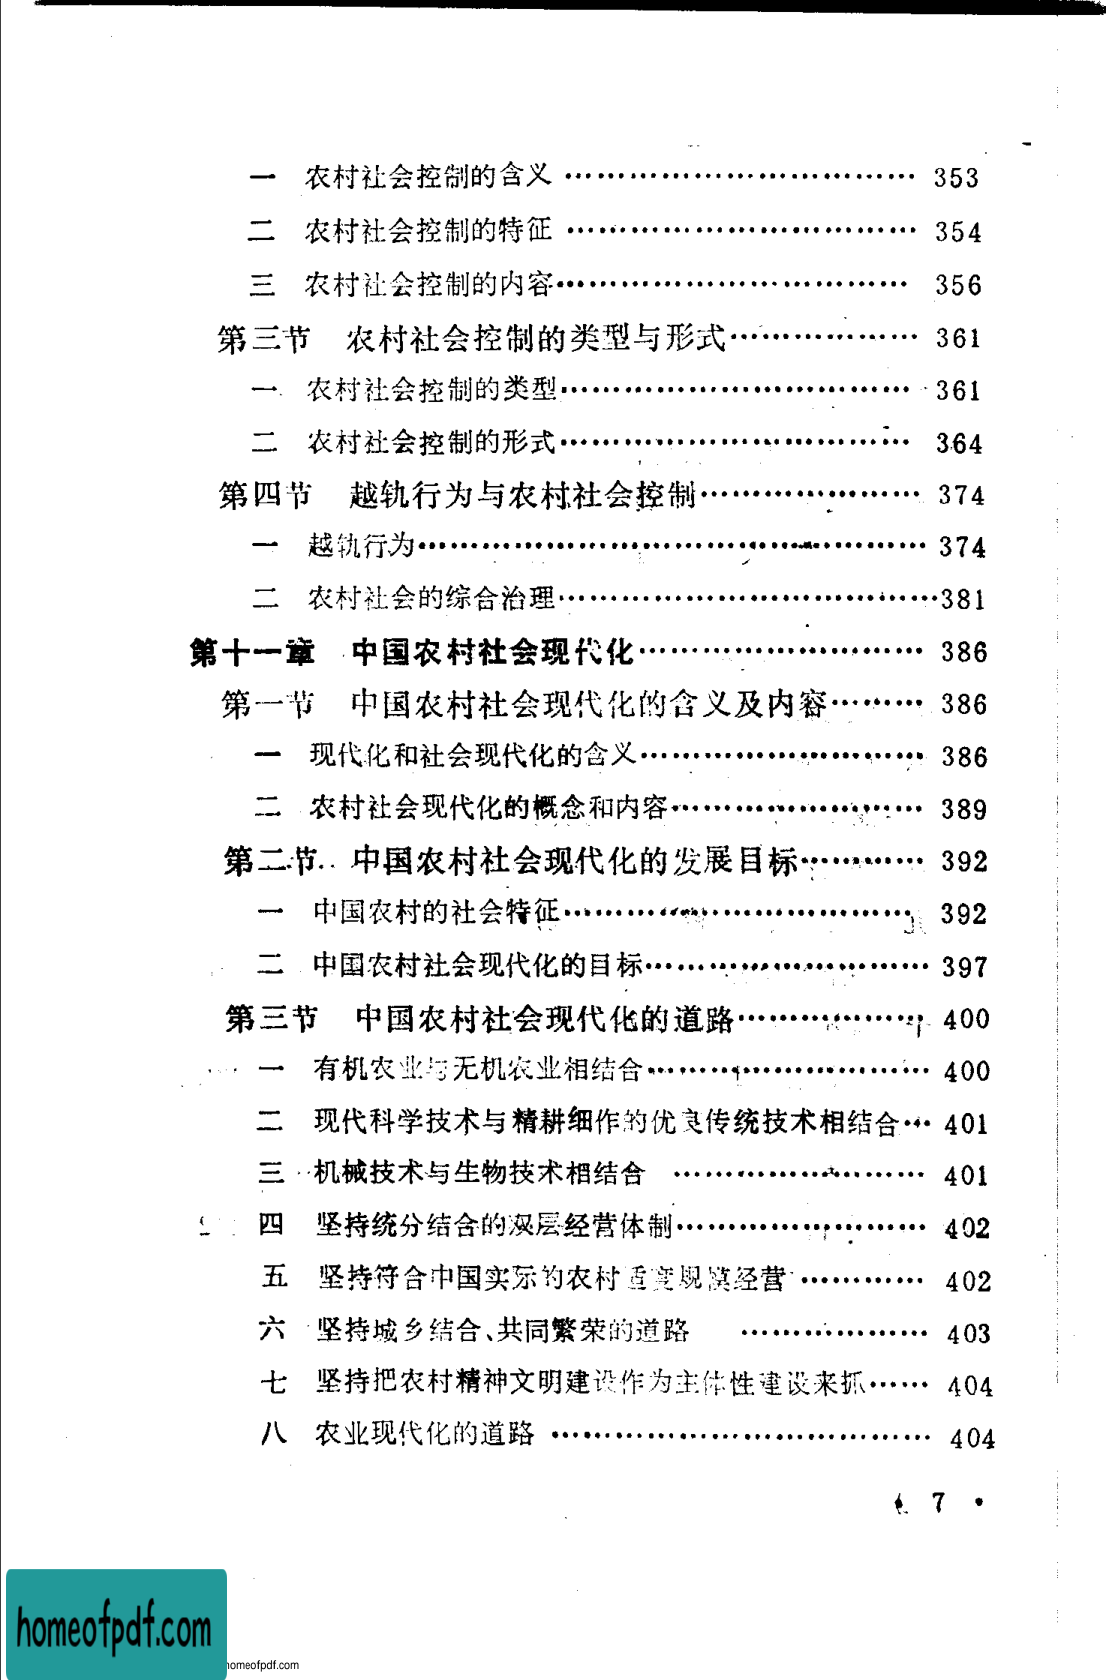 一 农村社会控制的含义 …………………………… 353
二 农村社会控制的特征 …………………………… 354
三 农村社会控制的内容…………………………… 356
第三节 农村社会控制的类型与形式……………… 361
一 农村社会控制的类型…………………………… 361
二 农村社会控制的形式…………………………… 364
第四节 越轨行为与农村社会控制………………… 374
一 越轨行为………………………………………… 374
二 农村社会的综合治理……………………………381
第十一章 中国农村社会现代化……………………… 386
第一节 中国农村社会现代化的含义及内容……… 386
一 现代化和社会现代化的含义…………………… 386
二 农村社会现代化的概念和内容………………… 389
第二节 中国农村社会现代化的发展目标………… 392
一 中国农村的社会特征…………………………… 392
二 中国农村社会现代化的目标…………………… 397
第三节 中国农村社会现代化的道路……………… 400
一 有机农业与无机农业相结合…………………… 400
二 现代科学技术与精耕细作的优良传统技术相结合… 401
三 机械技术与生物技术相结合 ………………… 401
四 坚持统分结合的双层经营体制………………… 402
五 坚持符合中国实际的农村适度规模经营 ………… 402
六 坚持城乡结合、共同繁荣的道路 ……………… 403
七 坚持把农村精神文明建设作为主体性建设来抓…… 404
八 农业现代化的道路 ……………………………… 404
7 ·
homeofpdf.com
homeofpdf.com